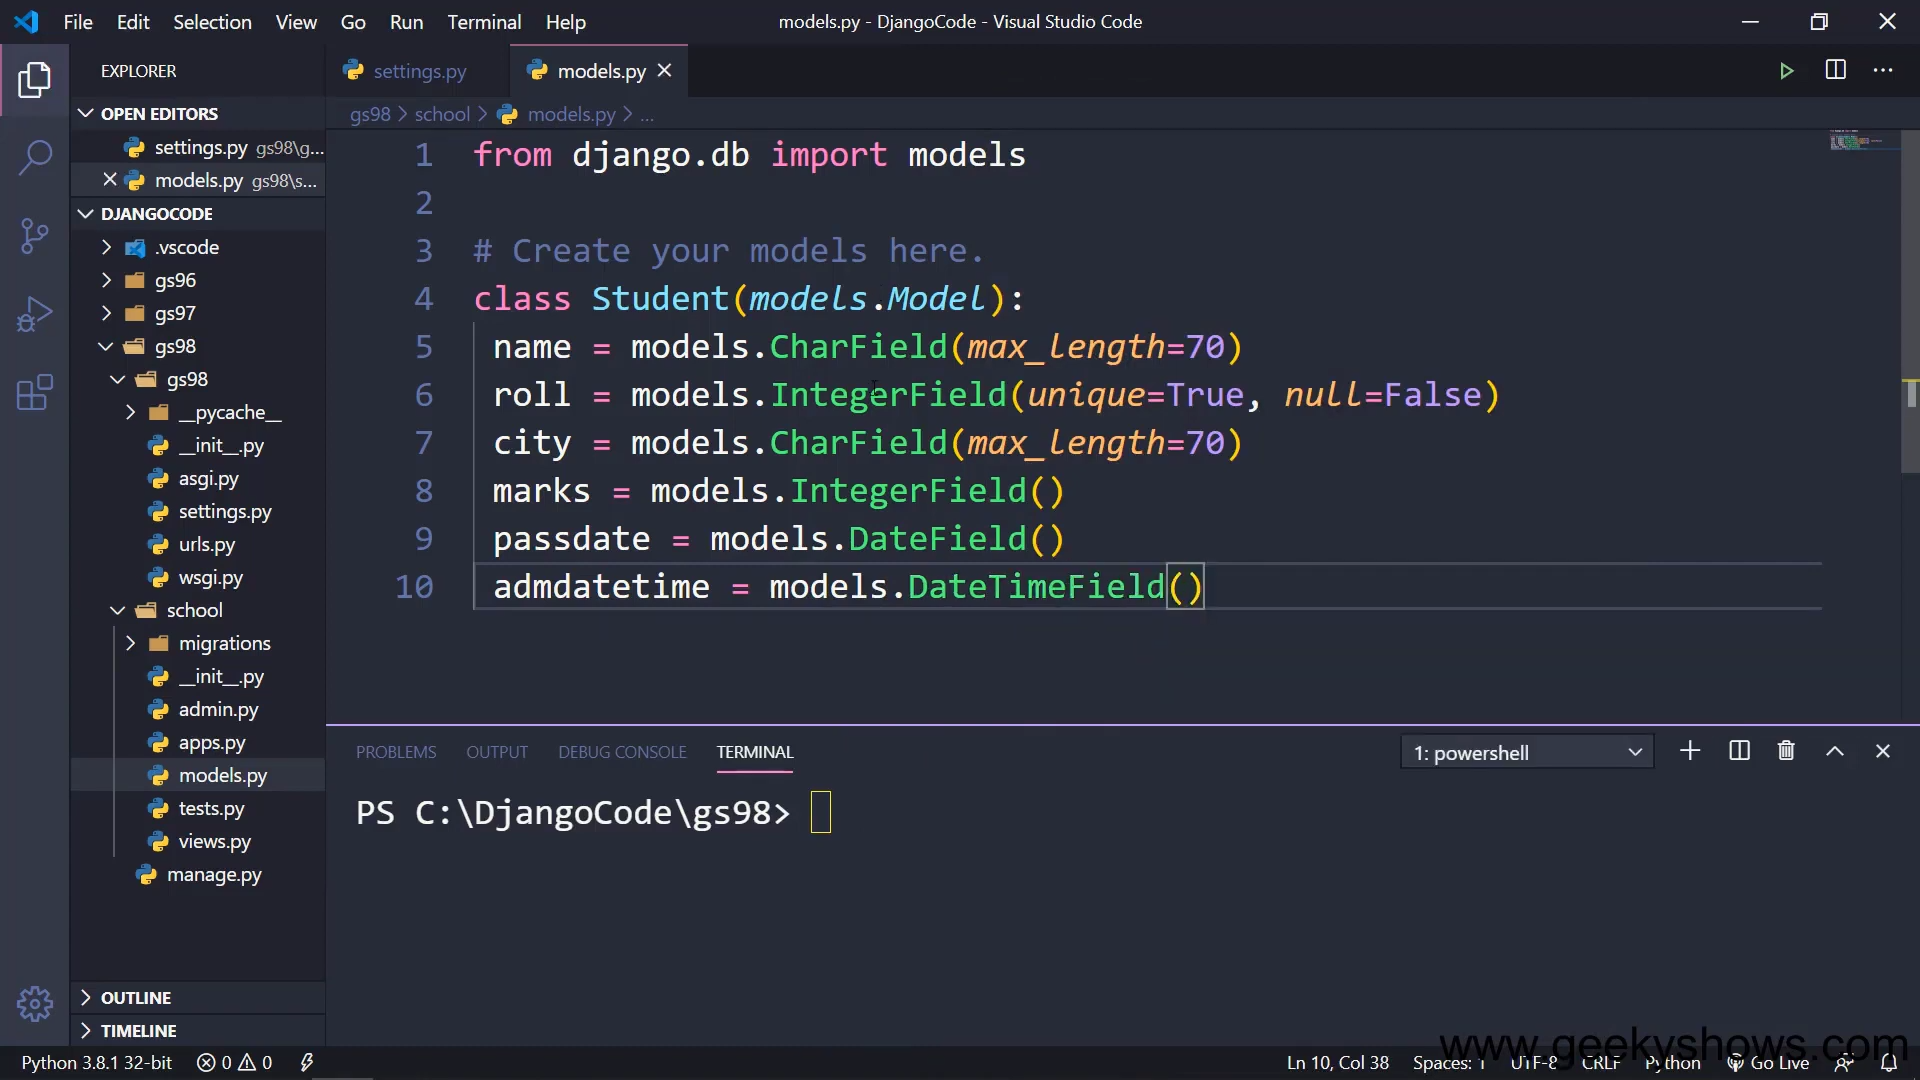 File Edit Selection View Go Run Terminal Help
models.py - DjangoCode - Visual Studio Code
EXPLORER
OPEN EDITORS
settings.py gs98\g...
models.py gs98\s...
DJANGOCODE
.vscode
gs96
gs97
gs98
gs98
__pycache__
__init__.py
asgi.py
settings.py
urls.py
wsgi.py
school
migrations
__init__.py
admin.py
apps.py
models.py
tests.py
views.py
manage.py
OUTLINE
TIMELINE
settings.py
models.py
gs98 > school > models.py > ...
1 from django.db import models
2
3 # Create your models here.
4 class Student(models.Model):
5 name = models.CharField(max_length=70)
6 roll = models.IntegerField(unique=True, null=False)
7 city = models.CharField(max_length=70)
8 marks = models.IntegerField()
9 passdate = models.DateField()
10 admdatetime = models.DateTimeField()
PROBLEMS OUTPUT DEBUG CONSOLE TERMINAL
1: powershell
PS C:\DjangoCode\gs98>
www.geekyshows.com
Python 3.8.1 32-bit 0 0
Ln 10, Col 38 Spaces: 1 UTF-8 CRLF Python Go Live